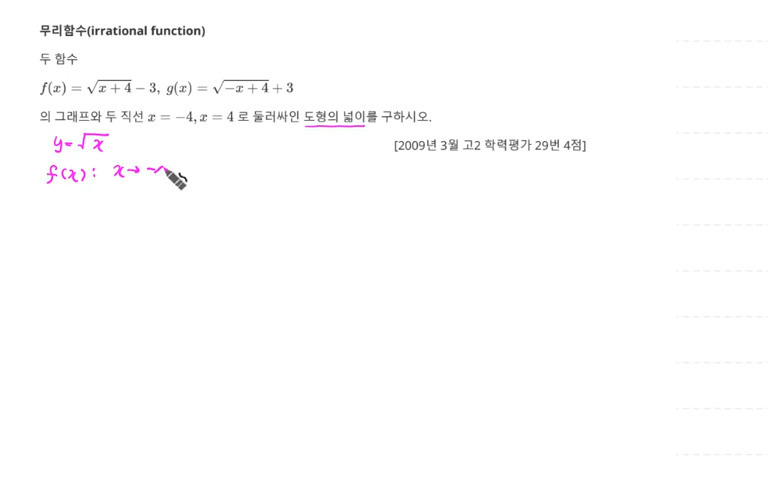 무리함수(irrational function)
두 함수
f(x) = √(x+4) − 3, g(x) = √(−x+4) + 3
의 그래프와 두 직선 x = −4, x = 4 로 둘러싸인 도형의 넓이를 구하시오.
y=√x
[2009년 3월 고2 학력평가 29번 4점]
f(x) : x→ −